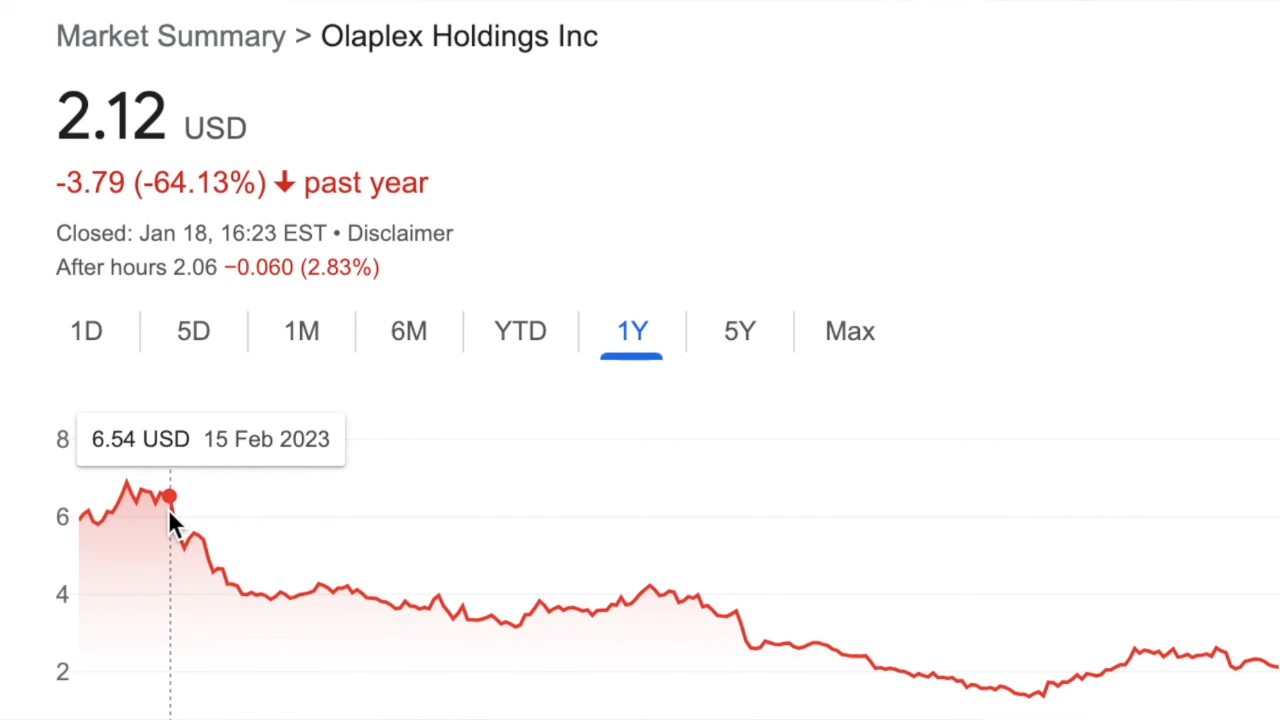 Market Summary > Olaplex Holdings Inc
2.12 USD
-3.79 (-64.13%) ↓ past year
Closed: Jan 18, 16:23 EST • Disclaimer
After hours 2.06 −0.060 (2.83%)
1D 5D 1M 6M YTD 1Y 5Y Max
8
6.54 USD 15 Feb 2023
6
4
2